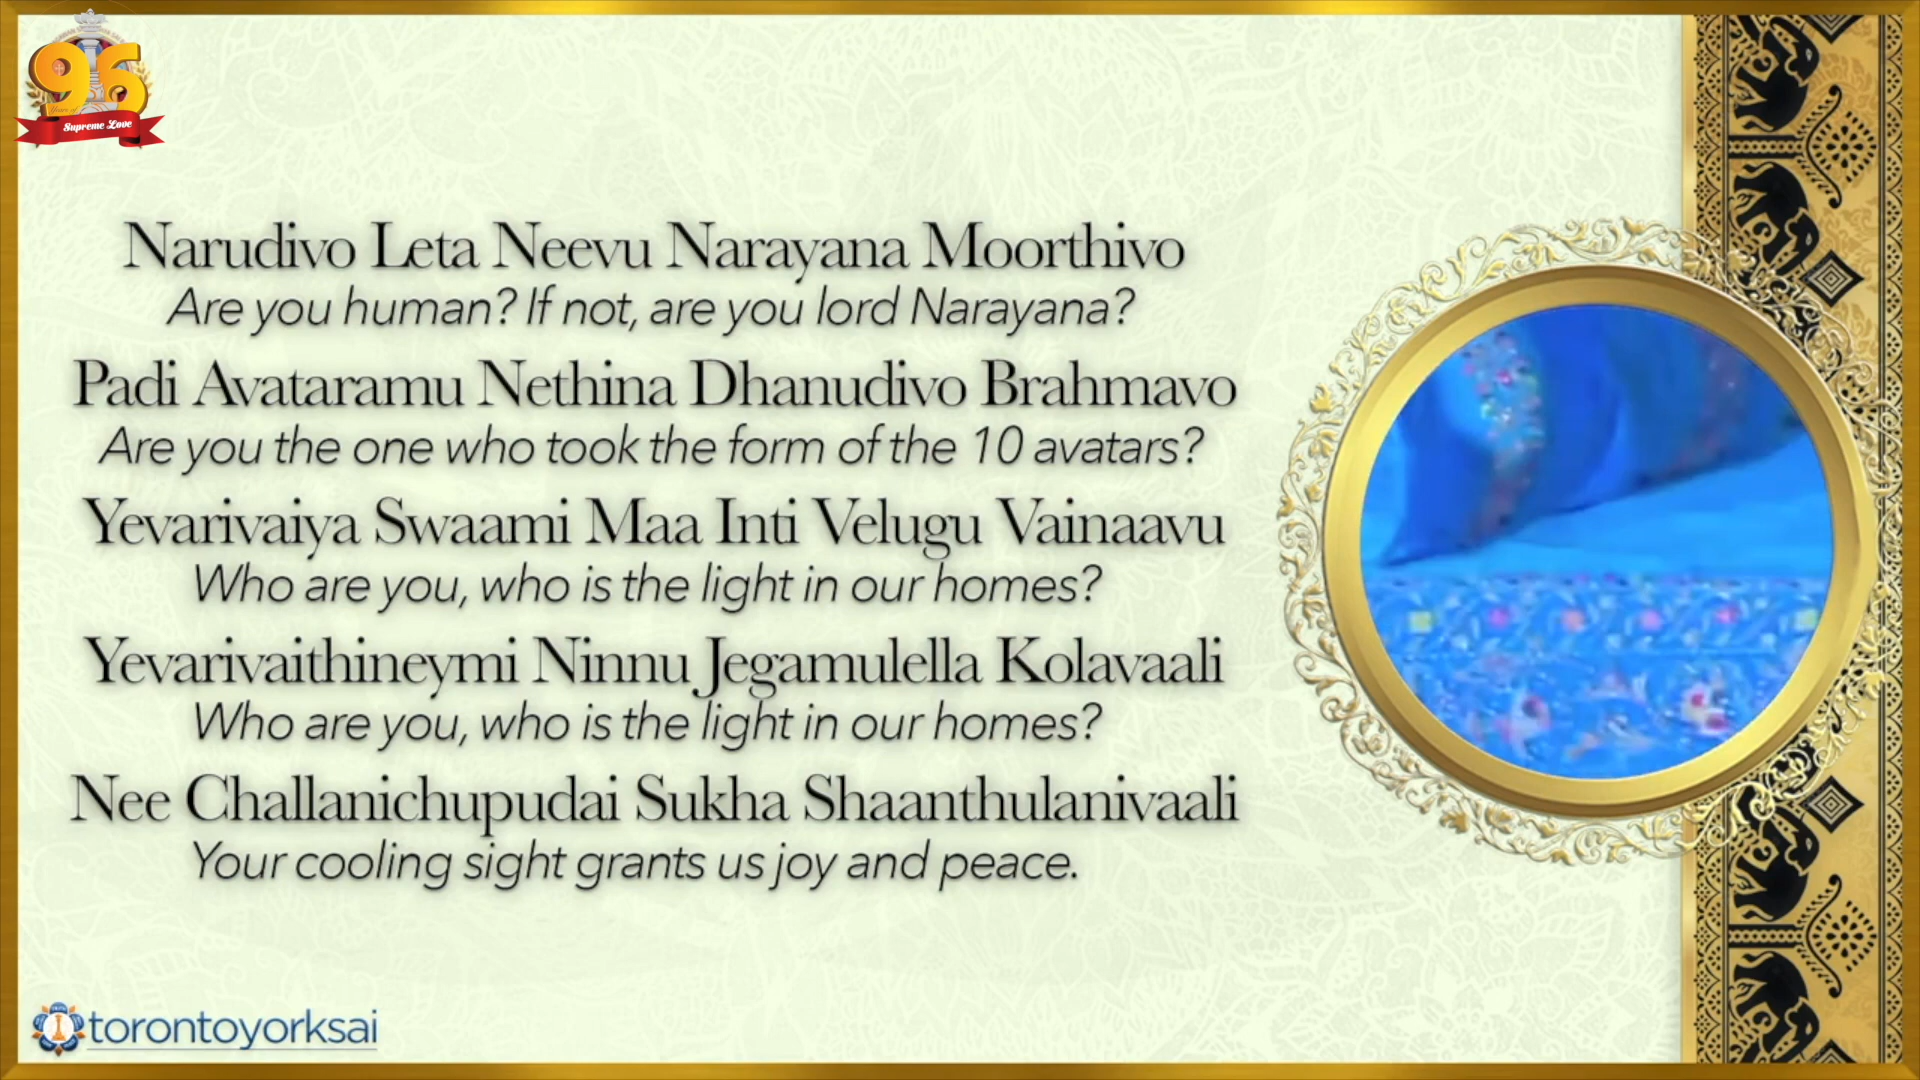 96
Years of
Supreme Love
Narudivo Leta Neevu Narayana Moorthivo
Are you human? If not, are you lord Narayana?
Padi Avataramu Nethina Dhanudivo Brahmavo
Are you the one who took the form of the 10 avatars?
Yevarivaiya Swaami Maa Inti Velugu Vainaavu
Who are you, who is the light in our homes?
Yevarivaithineymi Ninnu Jegamulella Kolavaali
Who are you, who is the light in our homes?
Nee Challanichupudai Sukha Shaanthulanivaali
Your cooling sight grants us joy and peace.
torontoyorksai